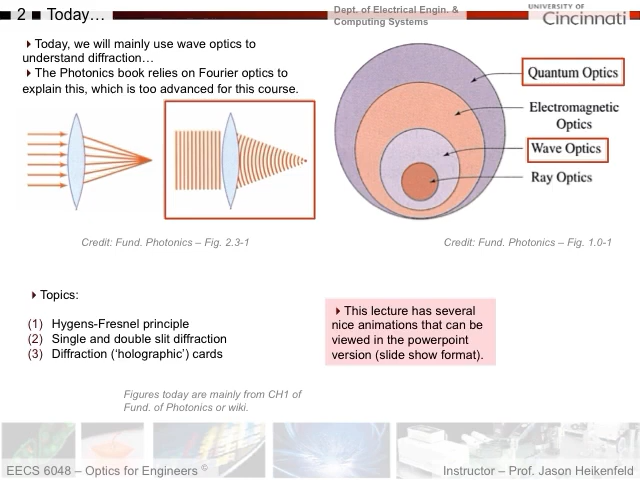 2 ■ Today…
Dept. of Electrical Engin. &
Computing Systems
UNIVERSITY OF
Cincinnati
Today, we will mainly use wave optics to
understand diffraction…
The Photonics book relies on Fourier optics to
explain this, which is too advanced for this course.
Quantum Optics
Electromagnetic
Optics
Wave Optics
Ray Optics
Credit: Fund. Photonics – Fig. 2.3-1
Credit: Fund. Photonics – Fig. 1.0-1
Topics:
(1) Hygens-Fresnel principle
(2) Single and double slit diffraction
(3) Diffraction (‘holographic’) cards
This lecture has several
nice animations that can be
viewed in the powerpoint
version (slide show format).
Figures today are mainly from CH1 of
Fund. of Photonics or wiki.
EECS 6048 – Optics for Engineers ©
Instructor – Prof. Jason Heikenfeld